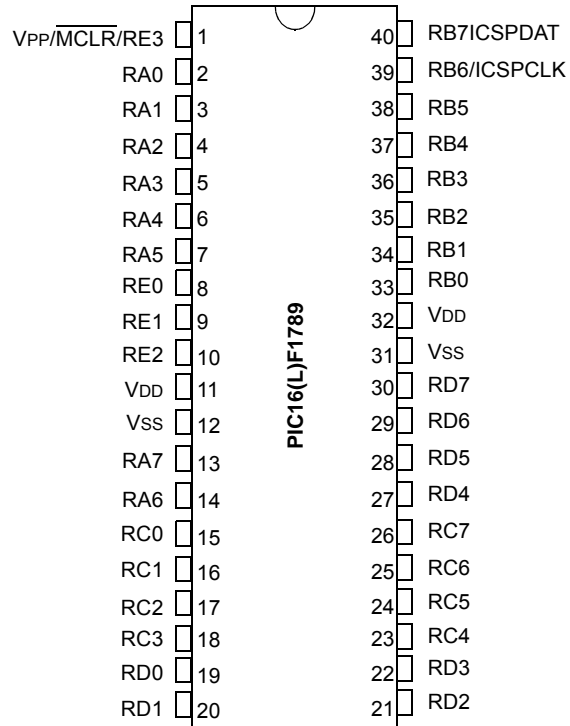 VPP/MCLR/RE3 1 40 RB7ICSPDAT
RA0 2 39 RB6/ICSPCLK
RA1 3 38 RB5
RA2 4 37 RB4
RA3 5 36 RB3
RA4 6 35 RB2
RA5 7 34 RB1
RE0 8 33 RB0
RE1 9 32 VDD
RE2 10 31 VSS
VDD 11 30 RD7
VSS 12 29 RD6
RA7 13 28 RD5
RA6 14 27 RD4
RC0 15 26 RC7
RC1 16 25 RC6
RC2 17 24 RC5
RC3 18 23 RC4
RD0 19 22 RD3
RD1 20 21 RD2
PIC16(L)F1789